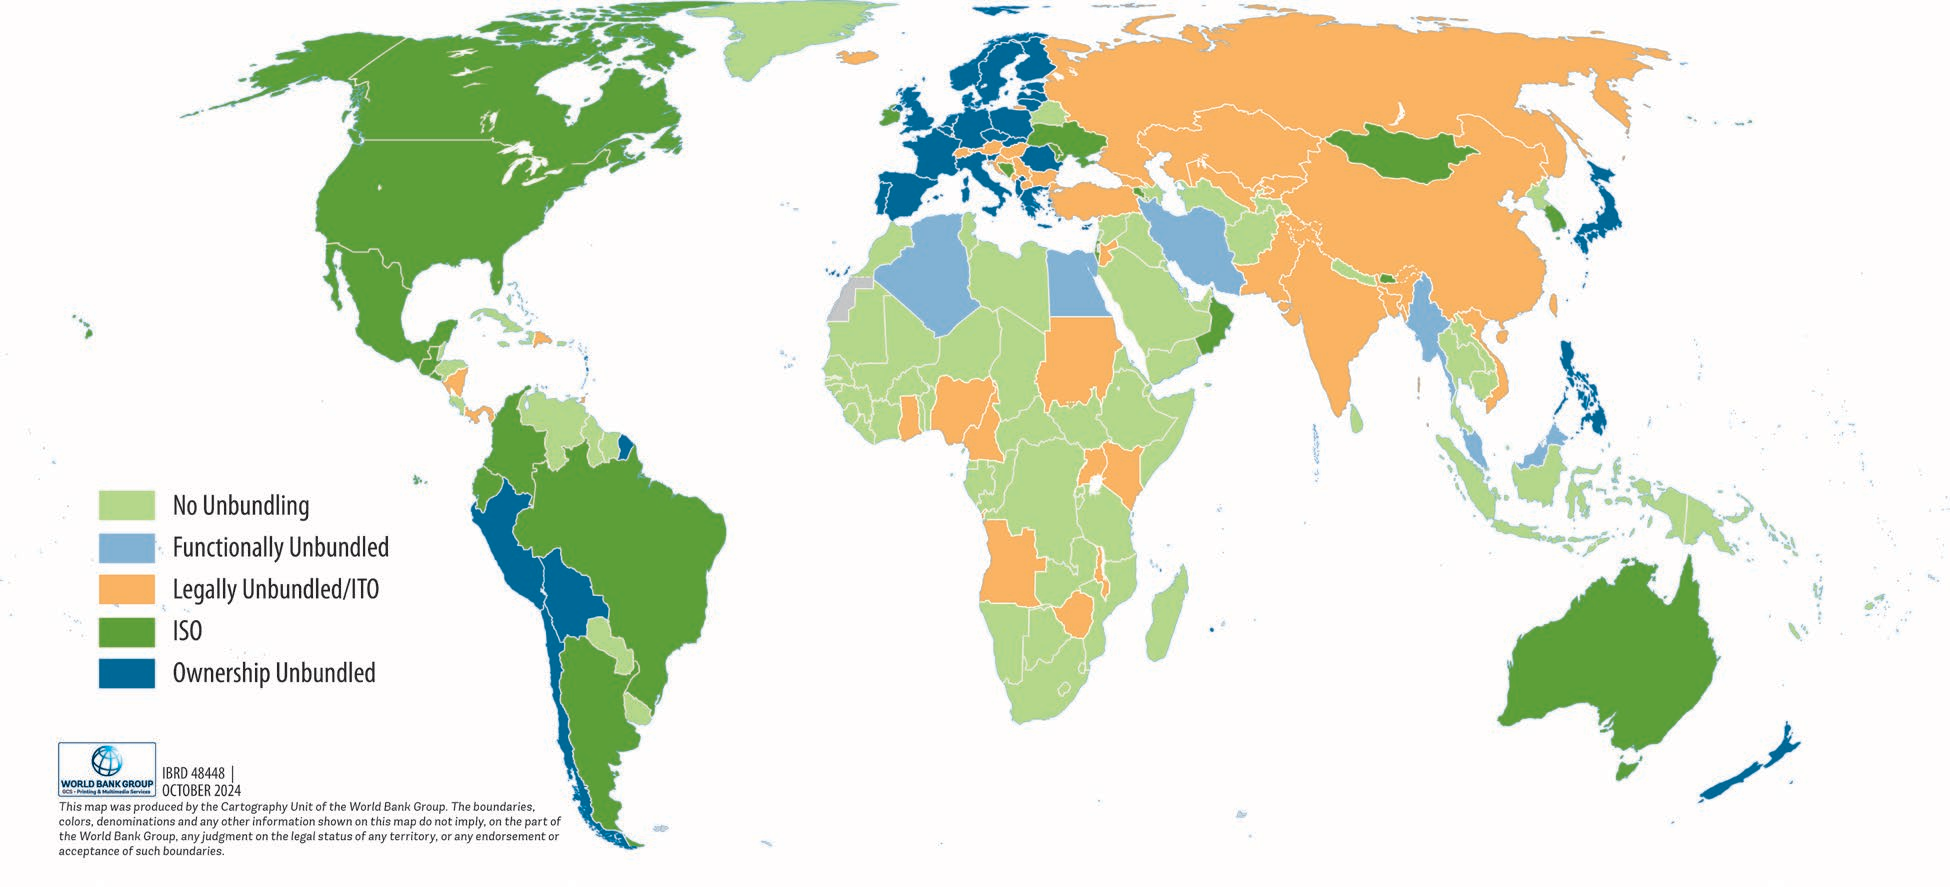 No Unbundling
Functionally Unbundled
Legally Unbundled/ITO
ISO
Ownership Unbundled
WORLD BANK GROUP
GCS - Printing & Multimedia Services
IBRD 48448 |
OCTOBER 2024
This map was produced by the Cartography Unit of the World Bank Group. The boundaries,
colors, denominations and any other information shown on this map do not imply, on the part of
the World Bank Group, any judgment on the legal status of any territory, or any endorsement or
acceptance of such boundaries.